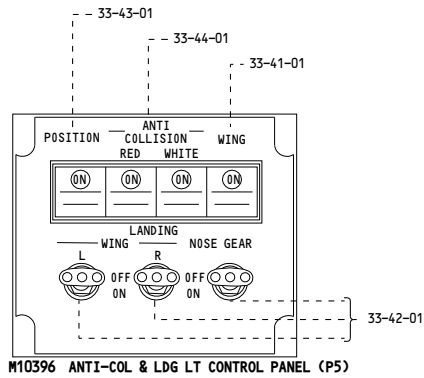 33-43-01
33-44-01
33-41-01
ANTI
POSITION COLLISION WING
RED WHITE
ON ON ON ON
LANDING
WING NOSE GEAR
L R
OFF OFF
ON ON
33-42-01
M10396 ANTI-COL & LDG LT CONTROL PANEL (P5)